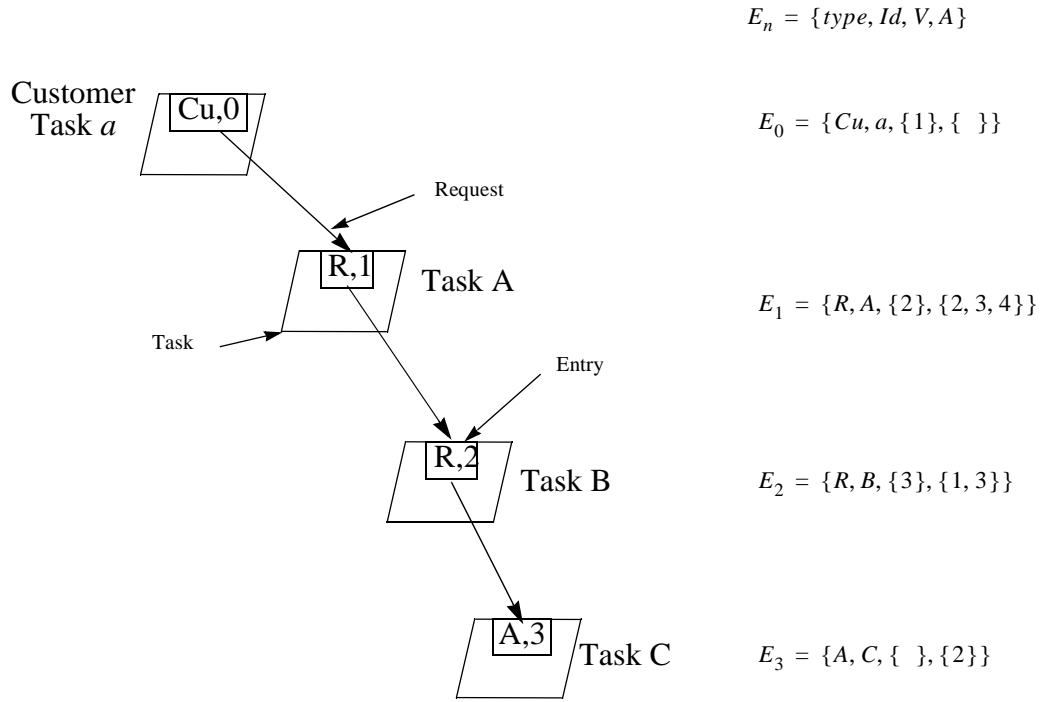 E_n = {type, Id, V, A}
Customer
Task a
Cu,0
E_0 = {Cu, a, {1}, { }}
Request
R,1
Task A
E_1 = {R, A, {2}, {2, 3, 4}}
Task
Entry
R,2
Task B
E_2 = {R, B, {3}, {1, 3}}
A,3
Task C
E_3 = {A, C, { }, {2}}